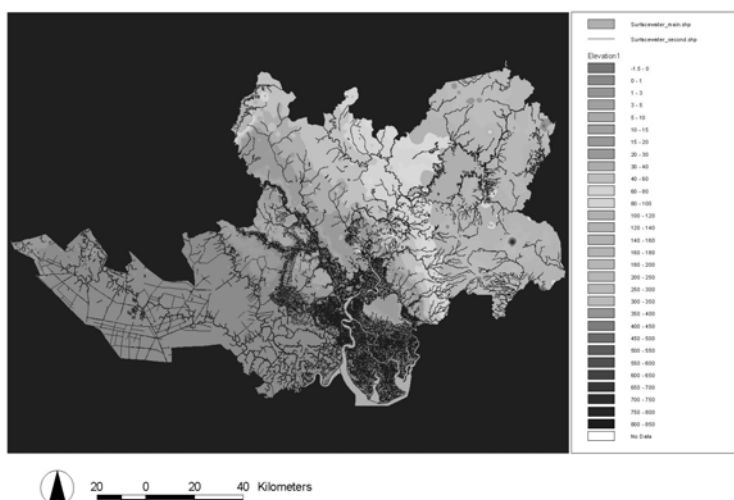 Surfacewater_main.shp
Surfacewater_second.shp
Elevation1
-1.5 - 0
0 - 1
1 - 3
3 - 5
5 - 10
10 - 15
15 - 20
20 - 30
30 - 40
40 - 60
60 - 80
80 - 100
100 - 120
120 - 140
140 - 160
160 - 180
180 - 200
200 - 250
250 - 300
300 - 350
350 - 400
400 - 450
450 - 500
500 - 550
550 - 600
600 - 650
650 - 700
700 - 750
750 - 800
800 - 850
No Data
20 0 20 40 Kilometers